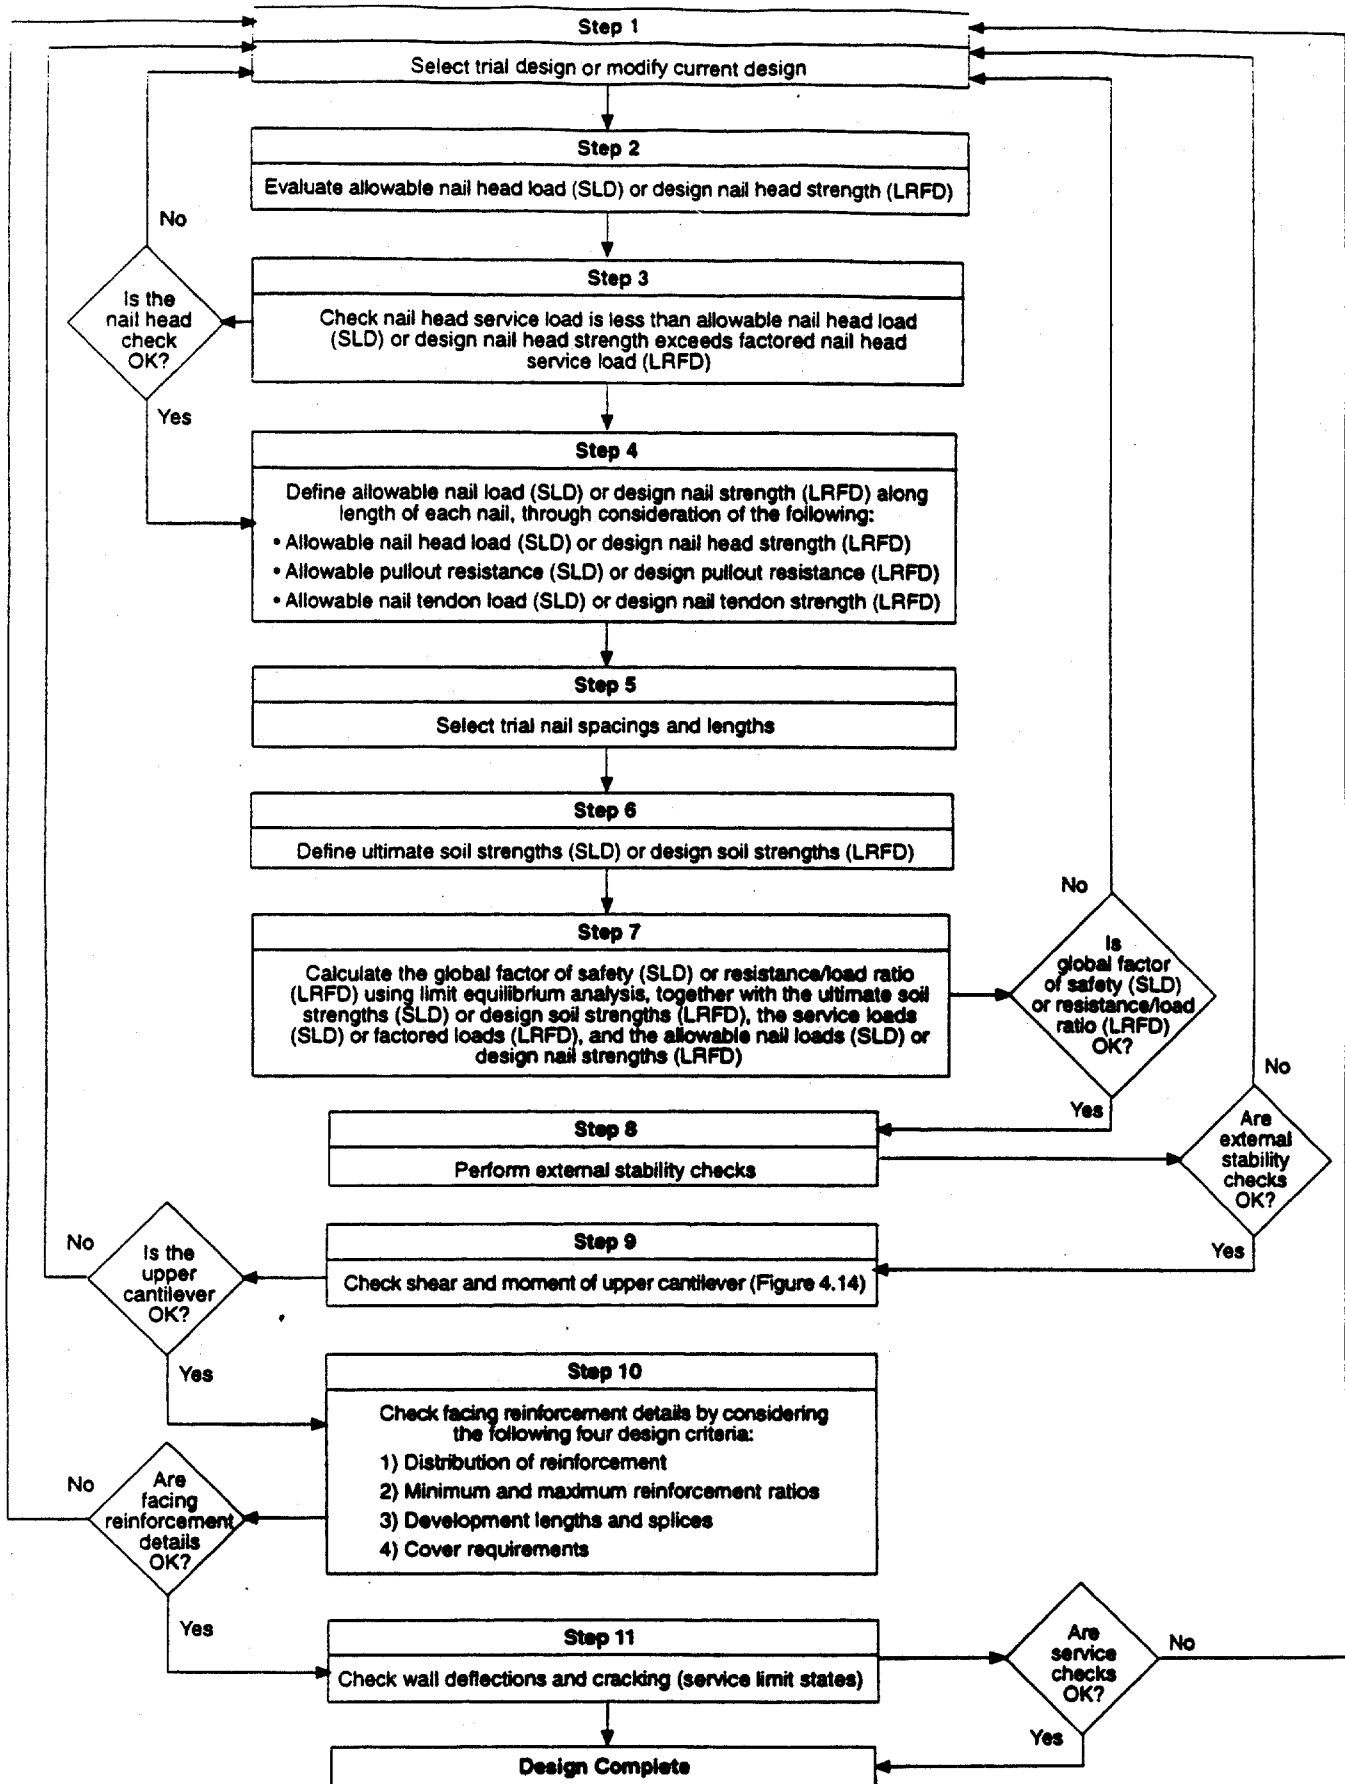 Step 1
Select trial design or modify current design
Step 2
Evaluate allowable nail head load (SLD) or design nail head strength (LRFD)
No
Is the
nail head
check
OK?
Yes
Step 3
Check nail head service load is less than allowable nail head load
(SLD) or design nail head strength exceeds factored nail head
service load (LRFD)
Step 4
Define allowable nail load (SLD) or design nail strength (LRFD) along
length of each nail, through consideration of the following:
• Allowable nail head load (SLD) or design nail head strength (LRFD)
• Allowable pullout resistance (SLD) or design pullout resistance (LRFD)
• Allowable nail tendon load (SLD) or design nail tendon strength (LRFD)
Step 5
Select trial nail spacings and lengths
Step 6
Define ultimate soil strengths (SLD) or design soil strengths (LRFD)
Step 7
Calculate the global factor of safety (SLD) or resistance/load ratio
(LRFD) using limit equilibrium analysis, together with the ultimate soil
strengths (SLD) or design soil strengths (LRFD), the service loads
(SLD) or factored loads (LRFD), and the allowable nail loads (SLD) or
design nail strengths (LRFD)
No
Is
global factor
of safety (SLD)
or resistance/load
ratio (LRFD)
OK?
Yes
Step 8
Perform external stability checks
No
Are
external
stability
checks
OK?
Yes
Step 9
Check shear and moment of upper cantilever (Figure 4.14)
No
Is the
upper
cantilever
OK?
Yes
Step 10
Check facing reinforcement details by considering
the following four design criteria:
1) Distribution of reinforcement
2) Minimum and maximum reinforcement ratios
3) Development lengths and splices
4) Cover requirements
No
Are
facing
reinforcement
details
OK?
Yes
Step 11
Check wall deflections and cracking (service limit states)
Are
service
checks
OK?
No
Yes
Design Complete